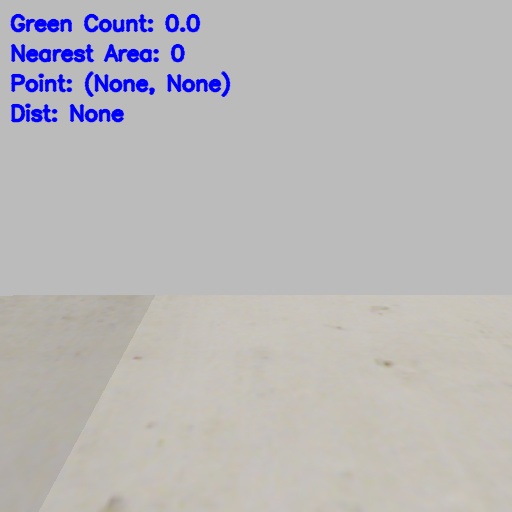 Green Count: 0.0
Nearest Area: 0
Point: (None, None)
Dist: None